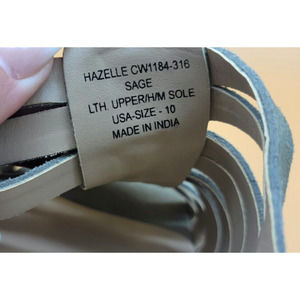 HAZELLE CW1184-316
SAGE
LTH. UPPER/H/M SOLE
USA-SIZE - 10
MADE IN INDIA